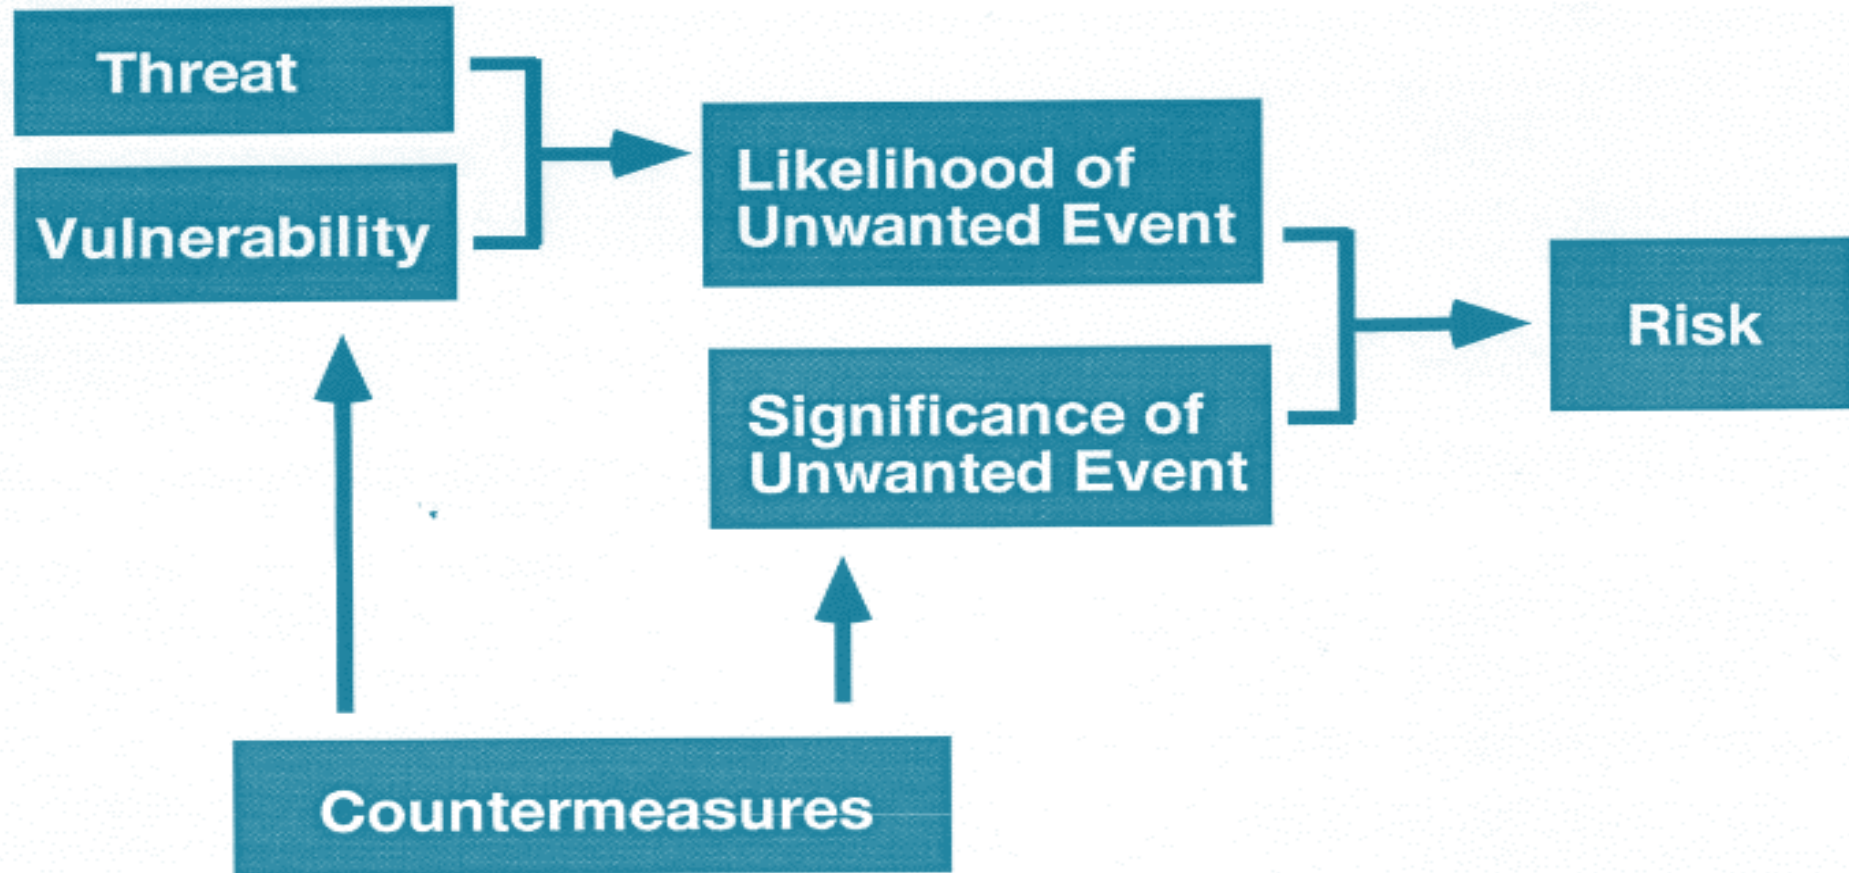 Threat
Vulnerability
Likelihood of
Unwanted Event
Significance of
Unwanted Event
Risk
Countermeasures